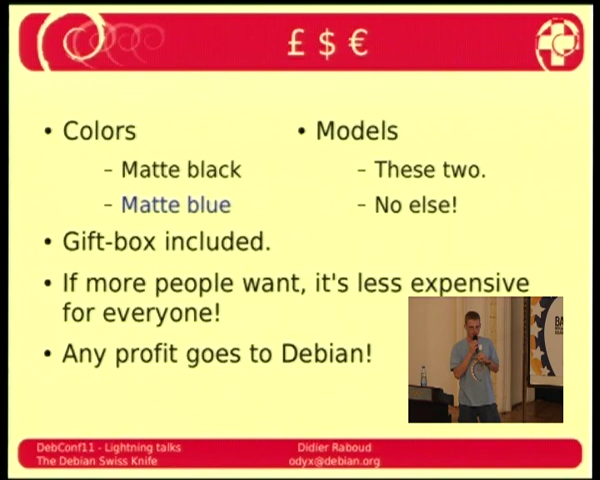 £ $ €
• Colors
– Matte black
– Matte blue
• Models
– These two.
– No else!
• Gift-box included.
• If more people want, it's less expensive
for everyone!
• Any profit goes to Debian!
BA
DebConf11 - Lightning talks
The Debian Swiss Knife
Didier Raboud
odyx@debian.org